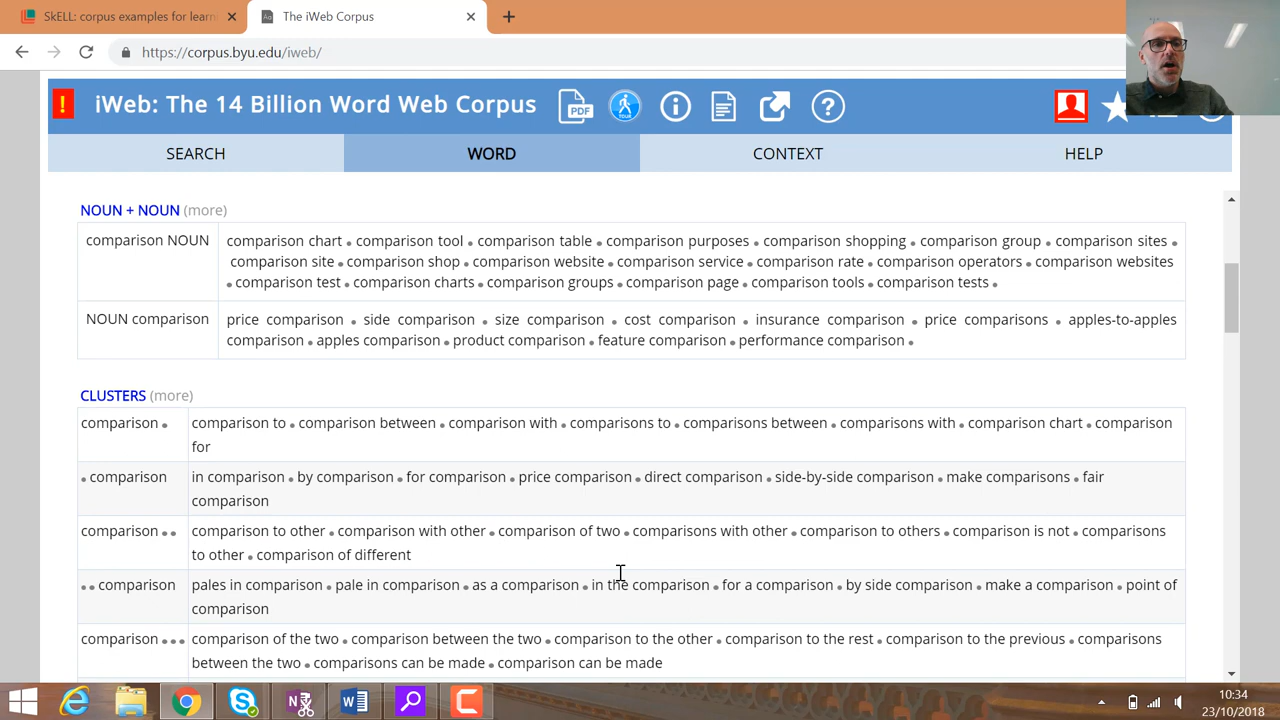 SkELL: corpus examples for learni
The iWeb Corpus
https://corpus.byu.edu/iweb/
! iWeb: The 14 Billion Word Web Corpus PDF TOUR i ?
SEARCH WORD CONTEXT HELP
NOUN + NOUN (more)
comparison NOUN
comparison chart • comparison tool • comparison table • comparison purposes • comparison shopping • comparison group • comparison sites •
comparison site • comparison shop • comparison website • comparison service • comparison rate • comparison operators • comparison websites
• comparison test • comparison charts • comparison groups • comparison page • comparison tools • comparison tests •
NOUN comparison
price comparison • side comparison • size comparison • cost comparison • insurance comparison • price comparisons • apples-to-apples
comparison • apples comparison • product comparison • feature comparison • performance comparison •
CLUSTERS (more)
comparison •
comparison to • comparison between • comparison with • comparisons to • comparisons between • comparisons with • comparison chart • comparison
for
• comparison
in comparison • by comparison • for comparison • price comparison • direct comparison • side-by-side comparison • make comparisons • fair
comparison
comparison • •
comparison to other • comparison with other • comparison of two • comparisons with other • comparison to others • comparison is not • comparisons
to other • comparison of different
• • comparison
pales in comparison • pale in comparison • as a comparison • in the comparison • for a comparison • by side comparison • make a comparison • point of
comparison
comparison • • •
comparison of the two • comparison between the two • comparison to the other • comparison to the rest • comparison to the previous • comparisons
between the two • comparisons can be made • comparison can be made
10:34
23/10/2018